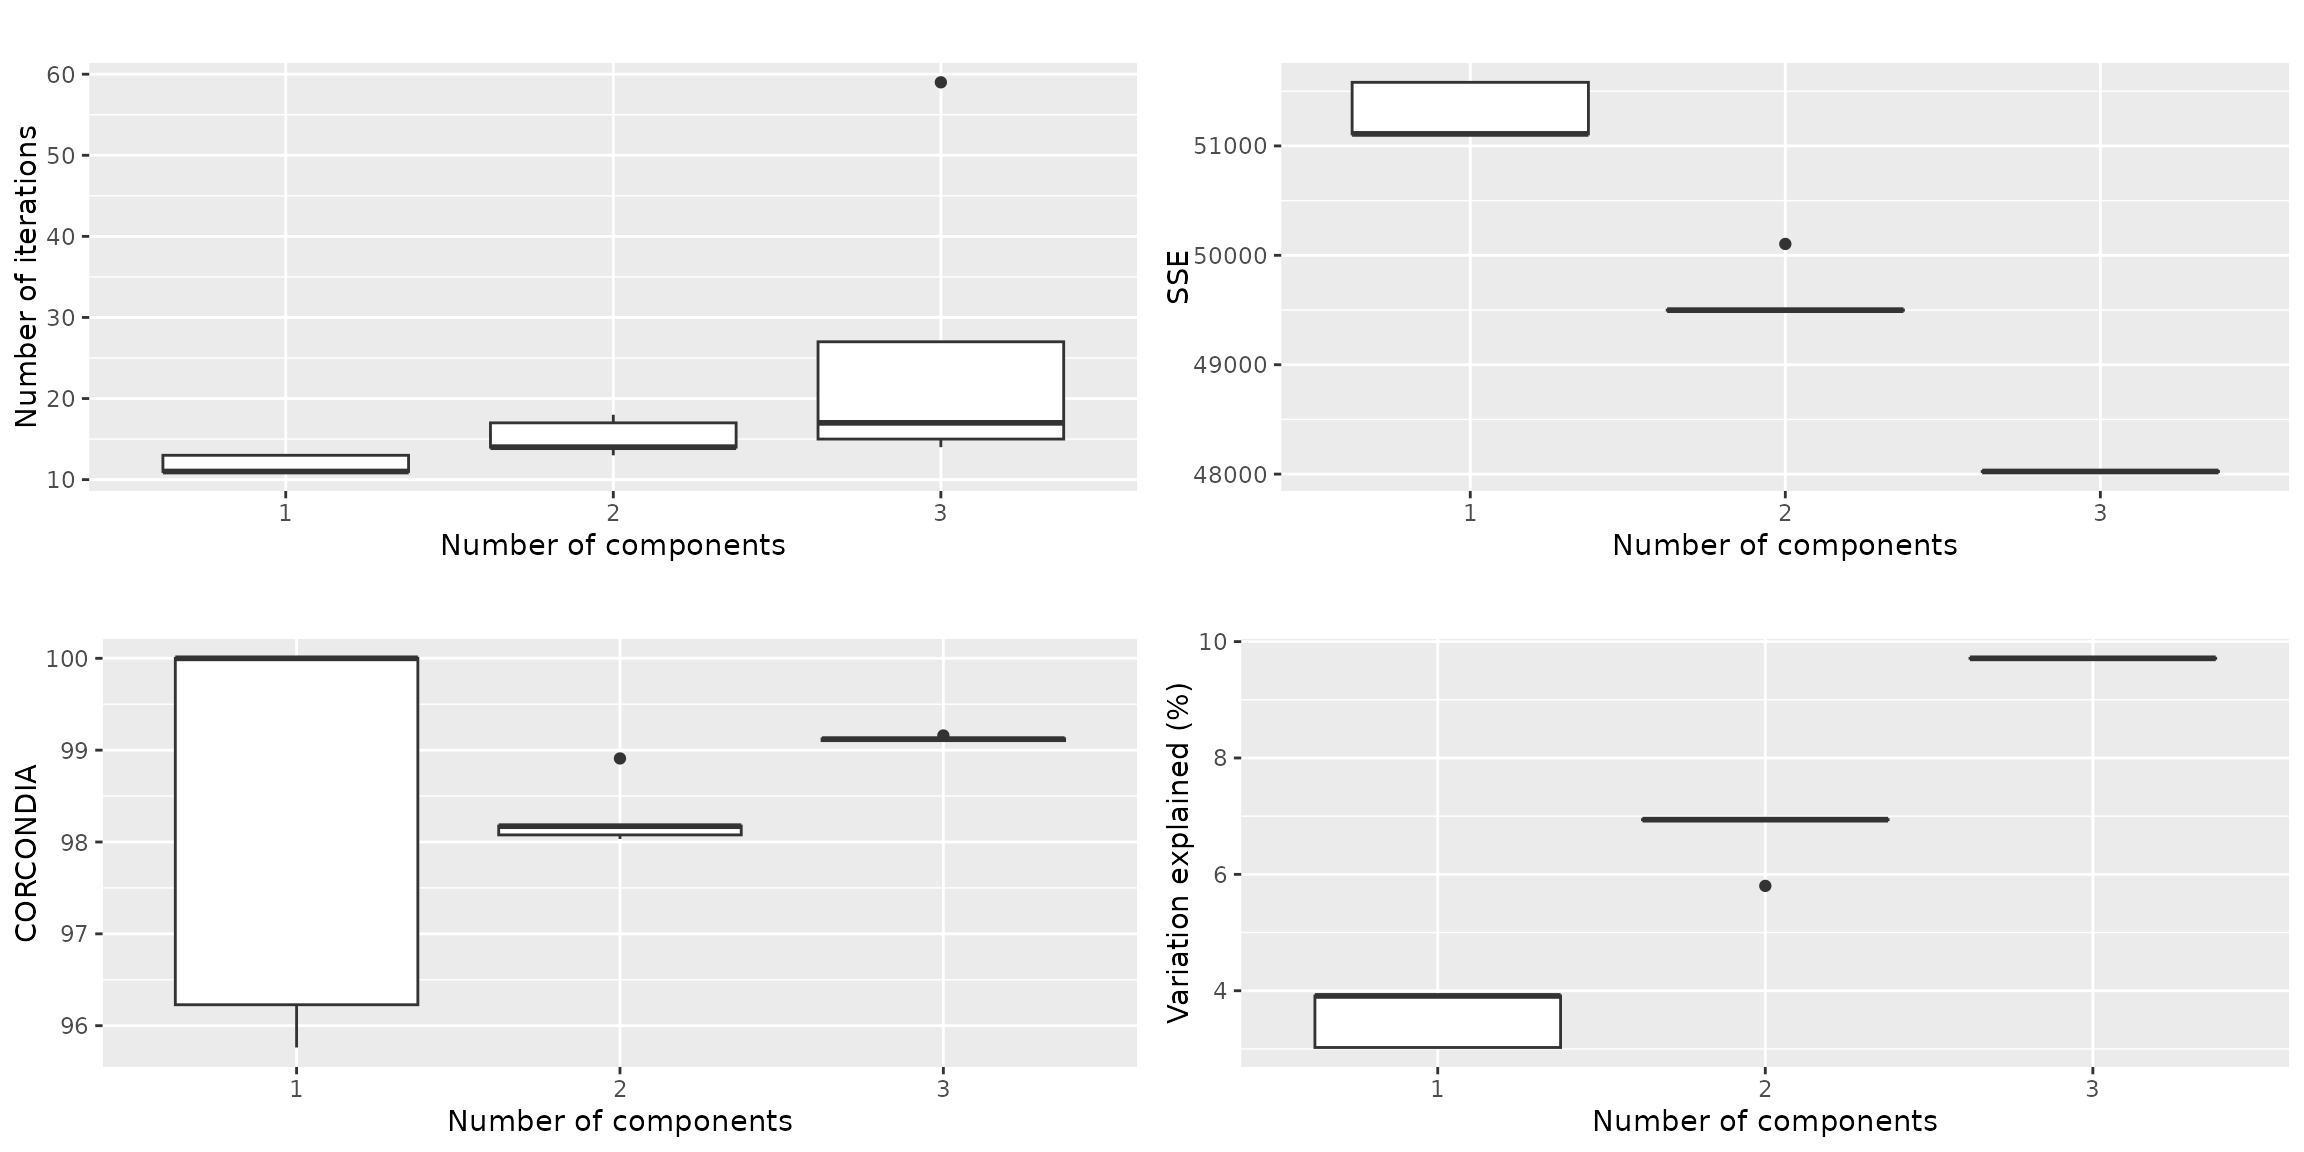 60
50
40
30
20
10
Number of iterations
1 2 3
Number of components
51000
50000
49000
48000
SSE
1 2 3
Number of components
100
99
98
97
96
CORCONDIA
1 2 3
Number of components
10
8
6
4
Variation explained (%)
1 2 3
Number of components